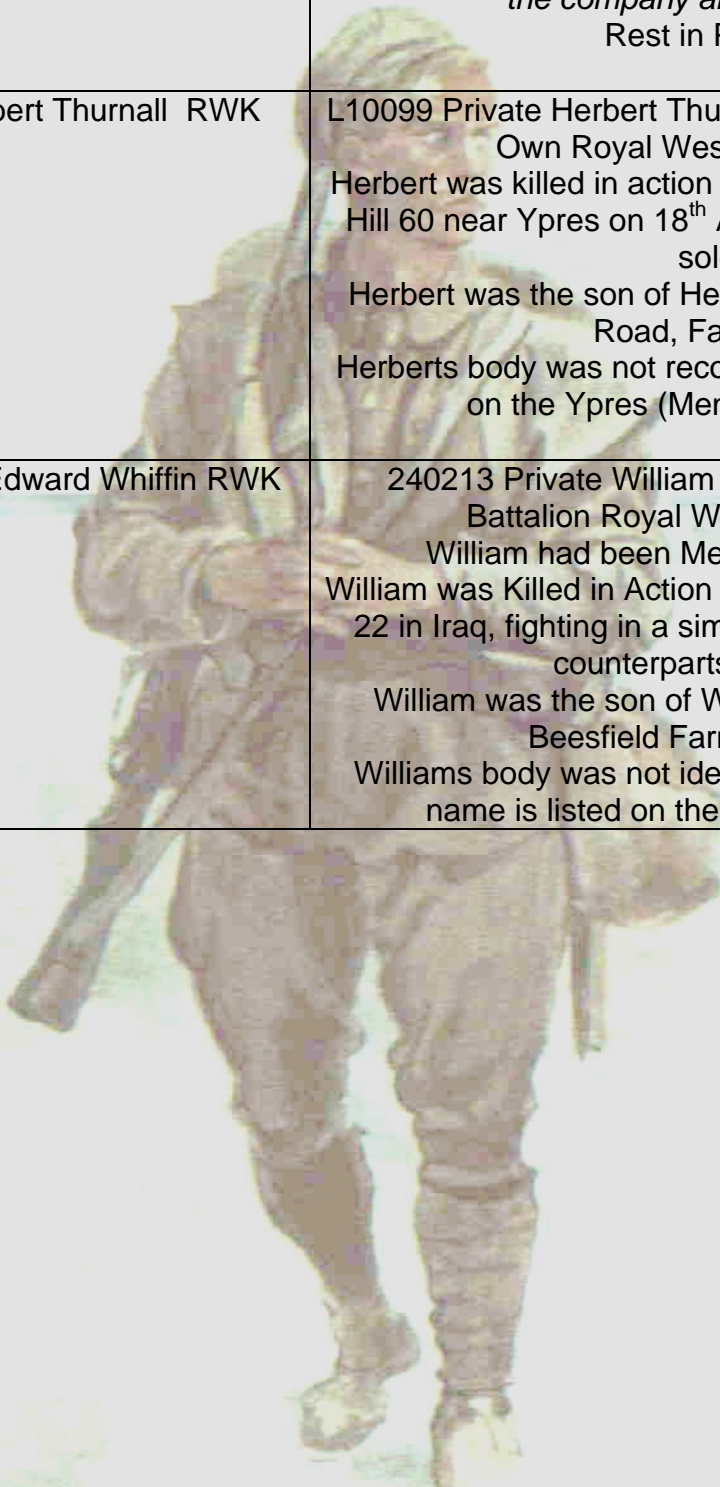 the company a
Rest in
bert Thurnall RWK
L10099 Private Herbert Thu
Own Royal Wes
Herbert was killed in action
Hill 60 near Ypres on 18th
sol
Herbert was the son of He
Road, Fa
Herberts body was not reco
on the Ypres (Men
Edward Whiffin RWK
240213 Private William
Battalion Royal W
William had been Me
William was Killed in Action
22 in Iraq, fighting in a sim
counterparts
William was the son of W
Beesfield Farm
Williams body was not ide
name is listed on the